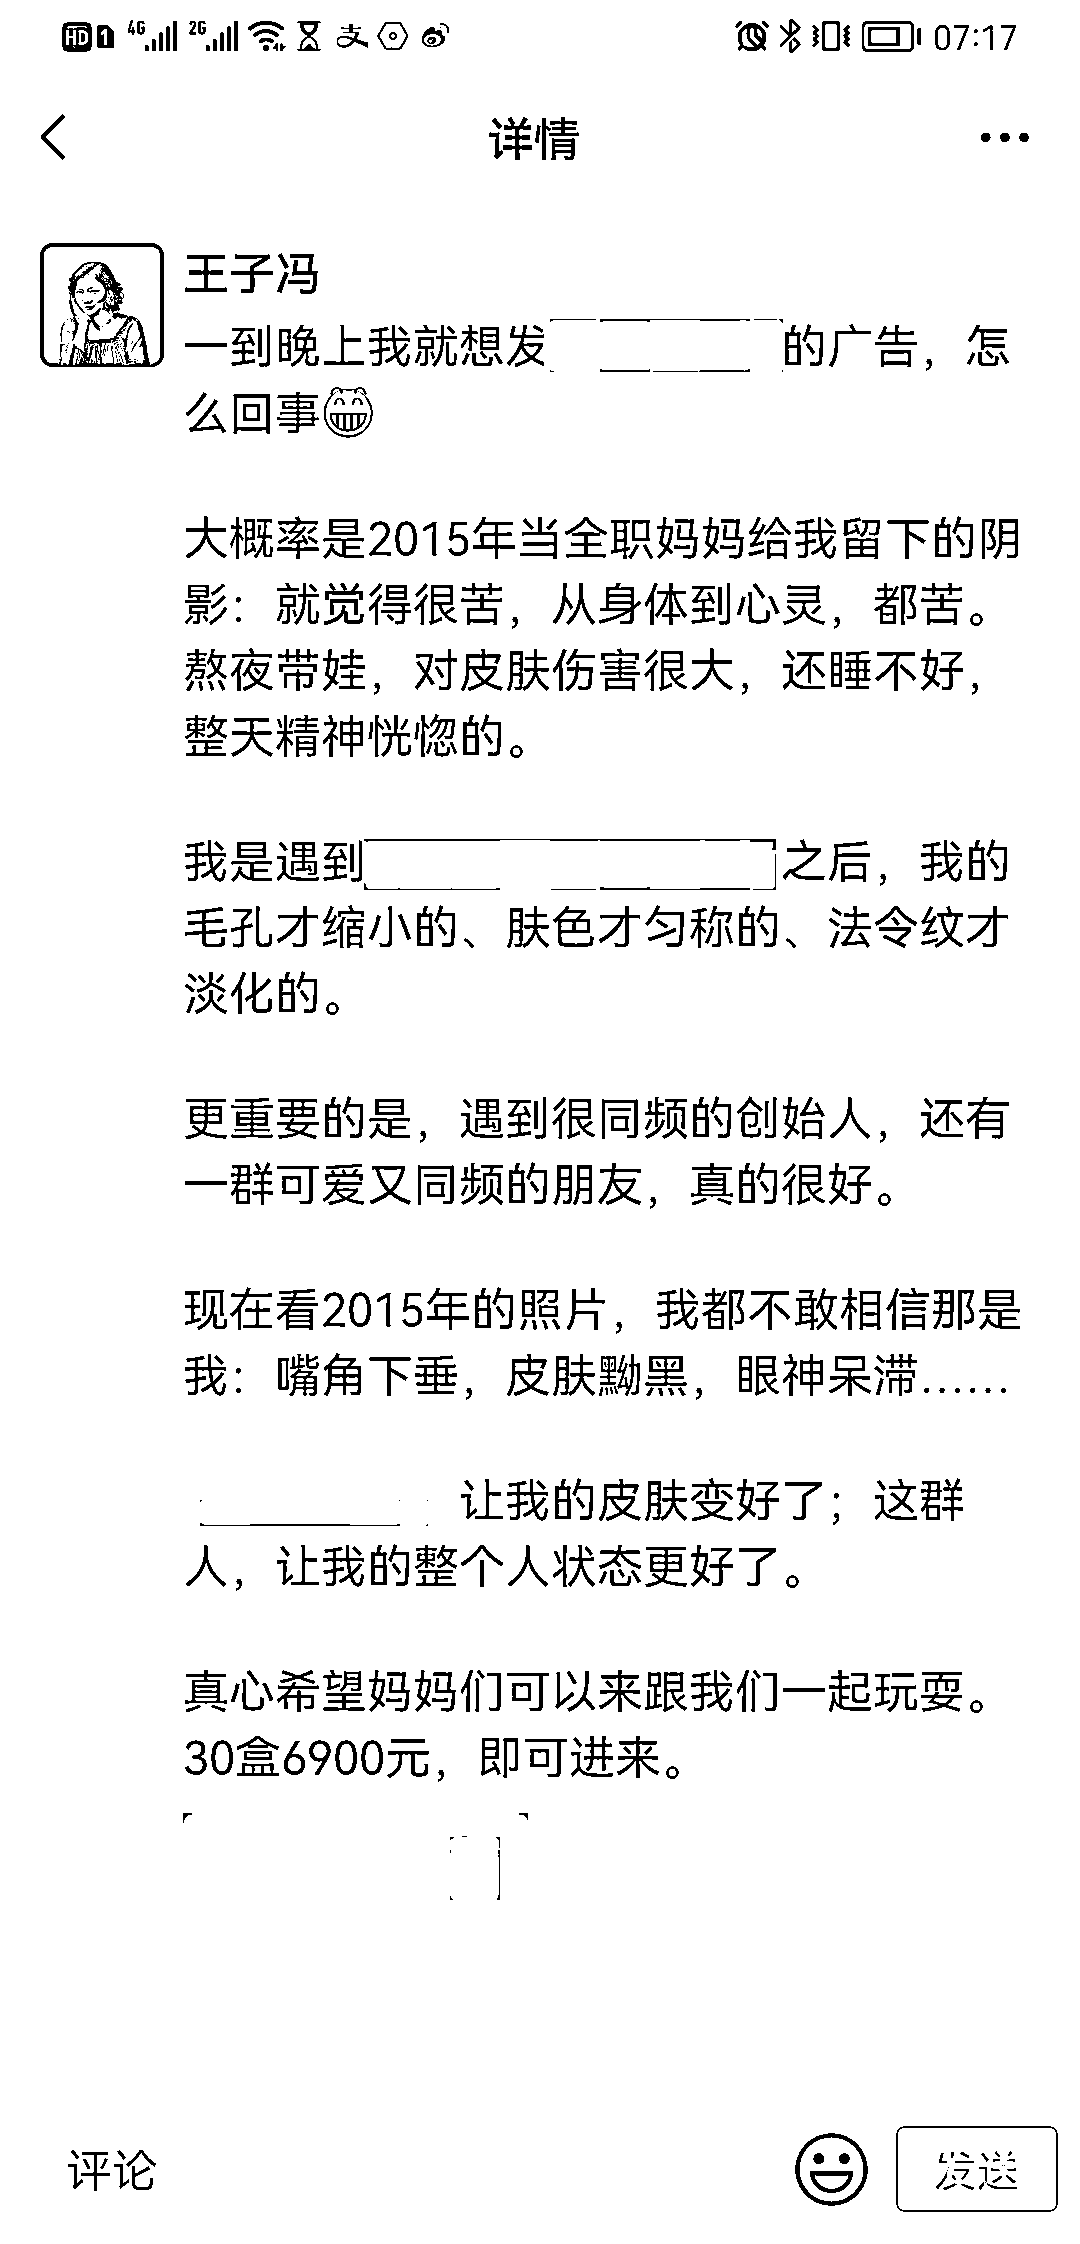 HD 1 4G 2G 支 07:17
详情
王子冯
一到晚上我就想发 的广告，怎
么回事😁
大概率是2015年当全职妈妈给我留下的阴
影：就觉得很苦，从身体到心灵，都苦。
熬夜带娃，对皮肤伤害很大，还睡不好，
整天精神恍惚的。
我是遇到 之后，我的
毛孔才缩小的、肤色才匀称的、法令纹才
淡化的。
更重要的是，遇到很同频的创始人，还有
一群可爱又同频的朋友，真的很好。
现在看2015年的照片，我都不敢相信那是
我：嘴角下垂，皮肤黝黑，眼神呆滞……
让我的皮肤变好了；这群
人，让我的整个人状态更好了。
真心希望妈妈们可以来跟我们一起玩耍。
30盒6900元，即可进来。
评论
发送